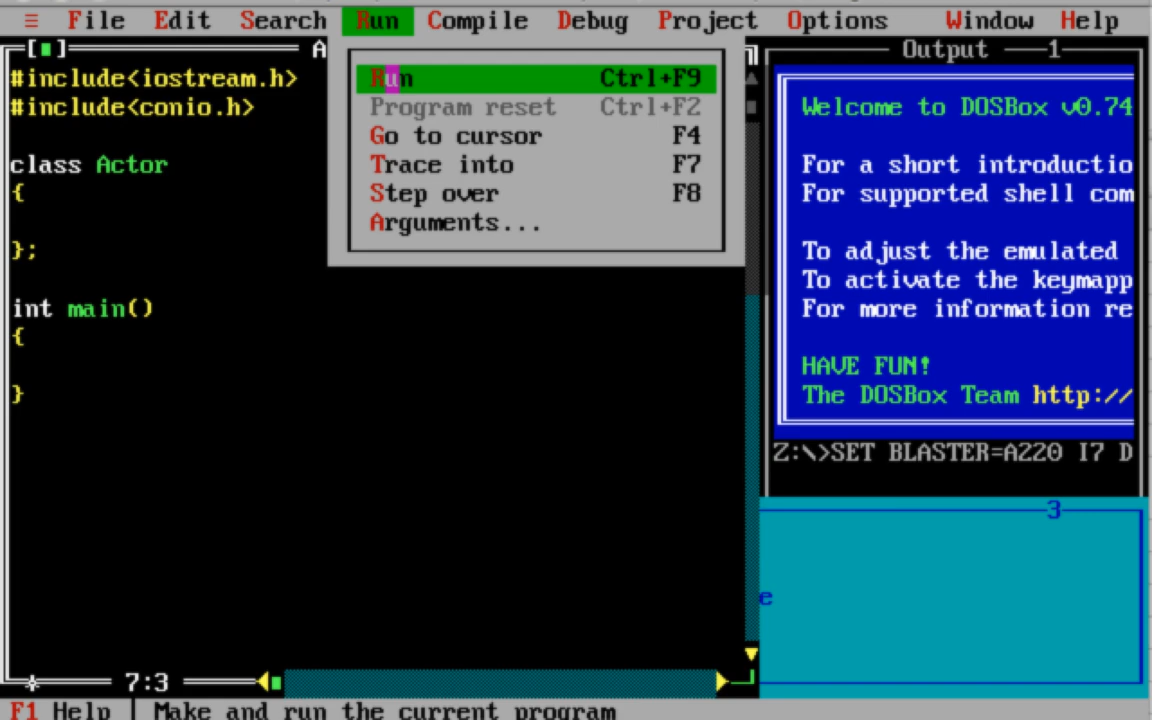 ≡ File Edit Search Run Compile Debug Project Options Window Help
[■] A
#include<iostream.h>
#include<conio.h>
class Actor
{
};
int main()
{
}
7:3
Run Ctrl+F9
Program reset Ctrl+F2
Go to cursor F4
Trace into F7
Step over F8
Arguments...
Output 1
Welcome to DOSBox v0.74
For a short introductio
For supported shell com
To adjust the emulated
To activate the keymapp
For more information re
HAVE FUN!
The DOSBox Team http://
Z:\>SET BLASTER=A220 I7 D
3
e
F1 Help | Make and run the current program